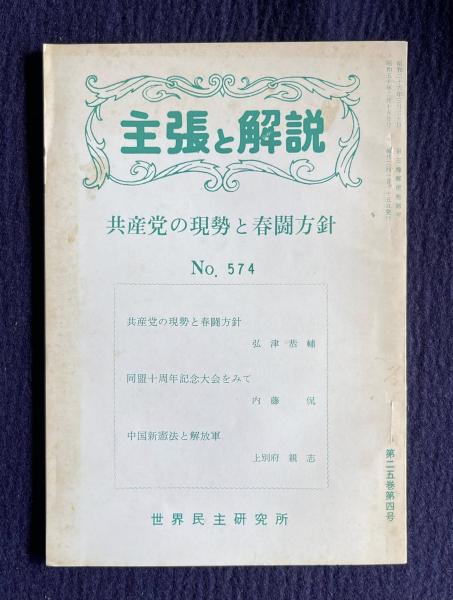 主張と解説
共産党の現勢と春闘方針
No. 574
共産党の現勢と春闘方針
弘津恭輔
同盟十周年記念大会をみて
内藤 侃
中国新憲法と解放軍
上別府 親志
世界民主研究所
第二五巻第四号